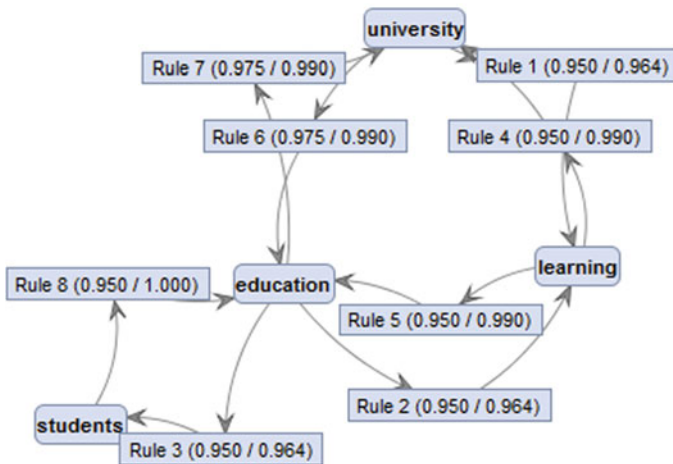 university
Rule 7 (0.975 / 0.990)
Rule 1 (0.950 / 0.964)
Rule 6 (0.975 / 0.990)
Rule 4 (0.950 / 0.990)
learning
education
Rule 8 (0.950 / 1.000)
Rule 5 (0.950 / 0.990)
Rule 2 (0.950 / 0.964)
students
Rule 3 (0.950 / 0.964)